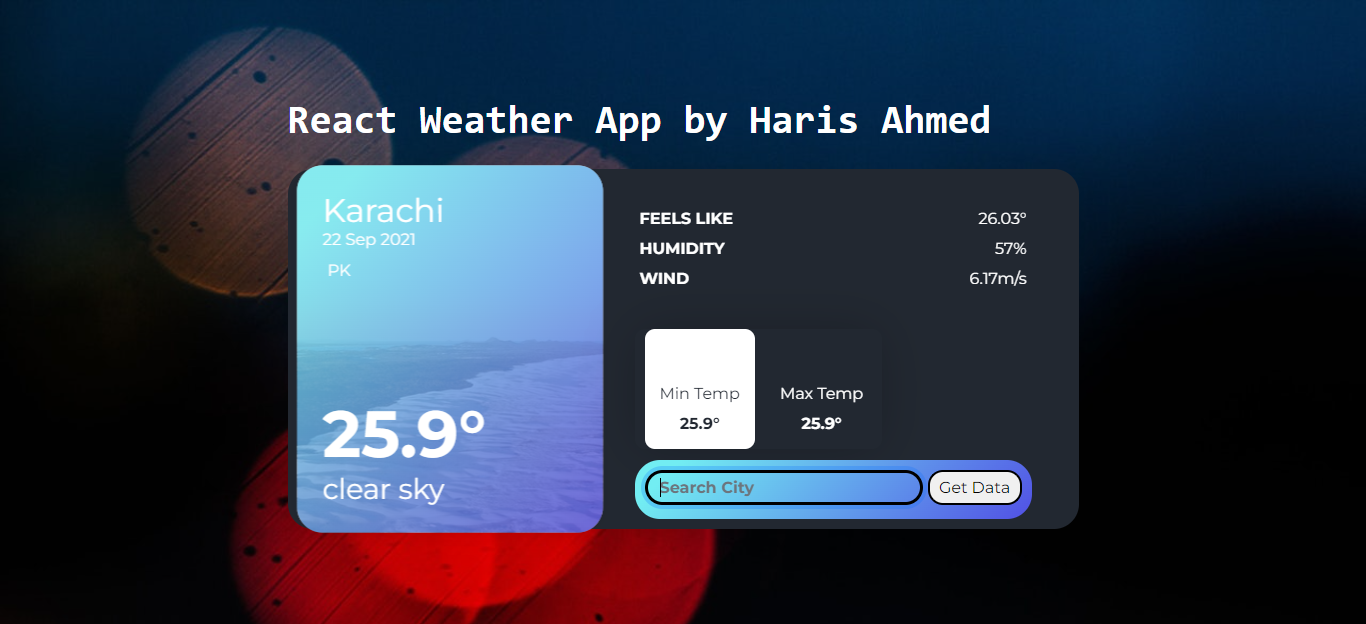 React Weather App by Haris Ahmed
Karachi
22 Sep 2021
PK
25.9°
clear sky
FEELS LIKE 26.03°
HUMIDITY 57%
WIND 6.17m/s
Min Temp Max Temp
25.9° 25.9°
Search City Get Data